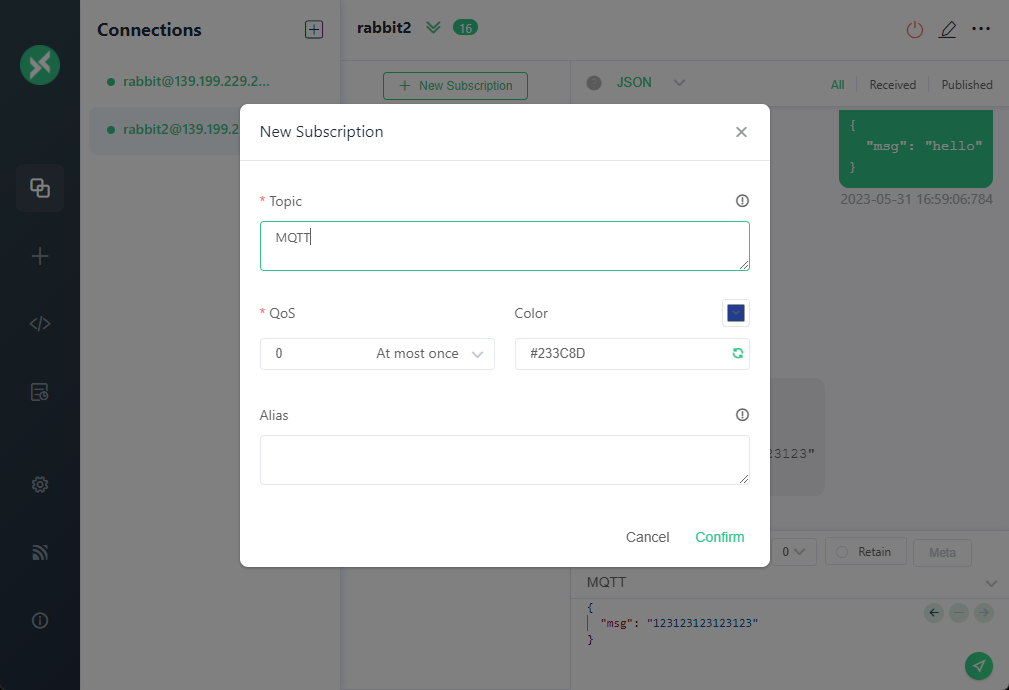 Connections
rabbit2
16
rabbit@139.199.229.2...
rabbit2@139.199.2
New Subscription
JSON
All
Received
Published
{
"msg": "hello"
}
2023-05-31 16:59:06:784
New Subscription
* Topic
MQTT
* QoS
Color
0
At most once
#233C8D
Alias
23123"
Cancel
Confirm
0
Retain
Meta
MQTT
{
"msg": "123123123123123"
}